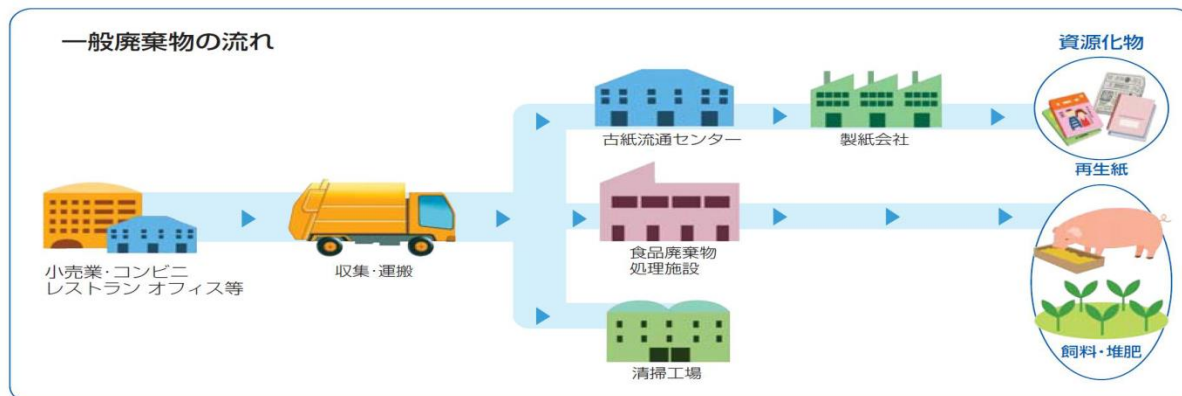 一般廃棄物の流れ
資源化物
古紙流通センター
製紙会社
再生紙
小売業・コンビニ
レストラン オフィス等
収集・運搬
食品廃棄物
処理施設
清掃工場
飼料・堆肥